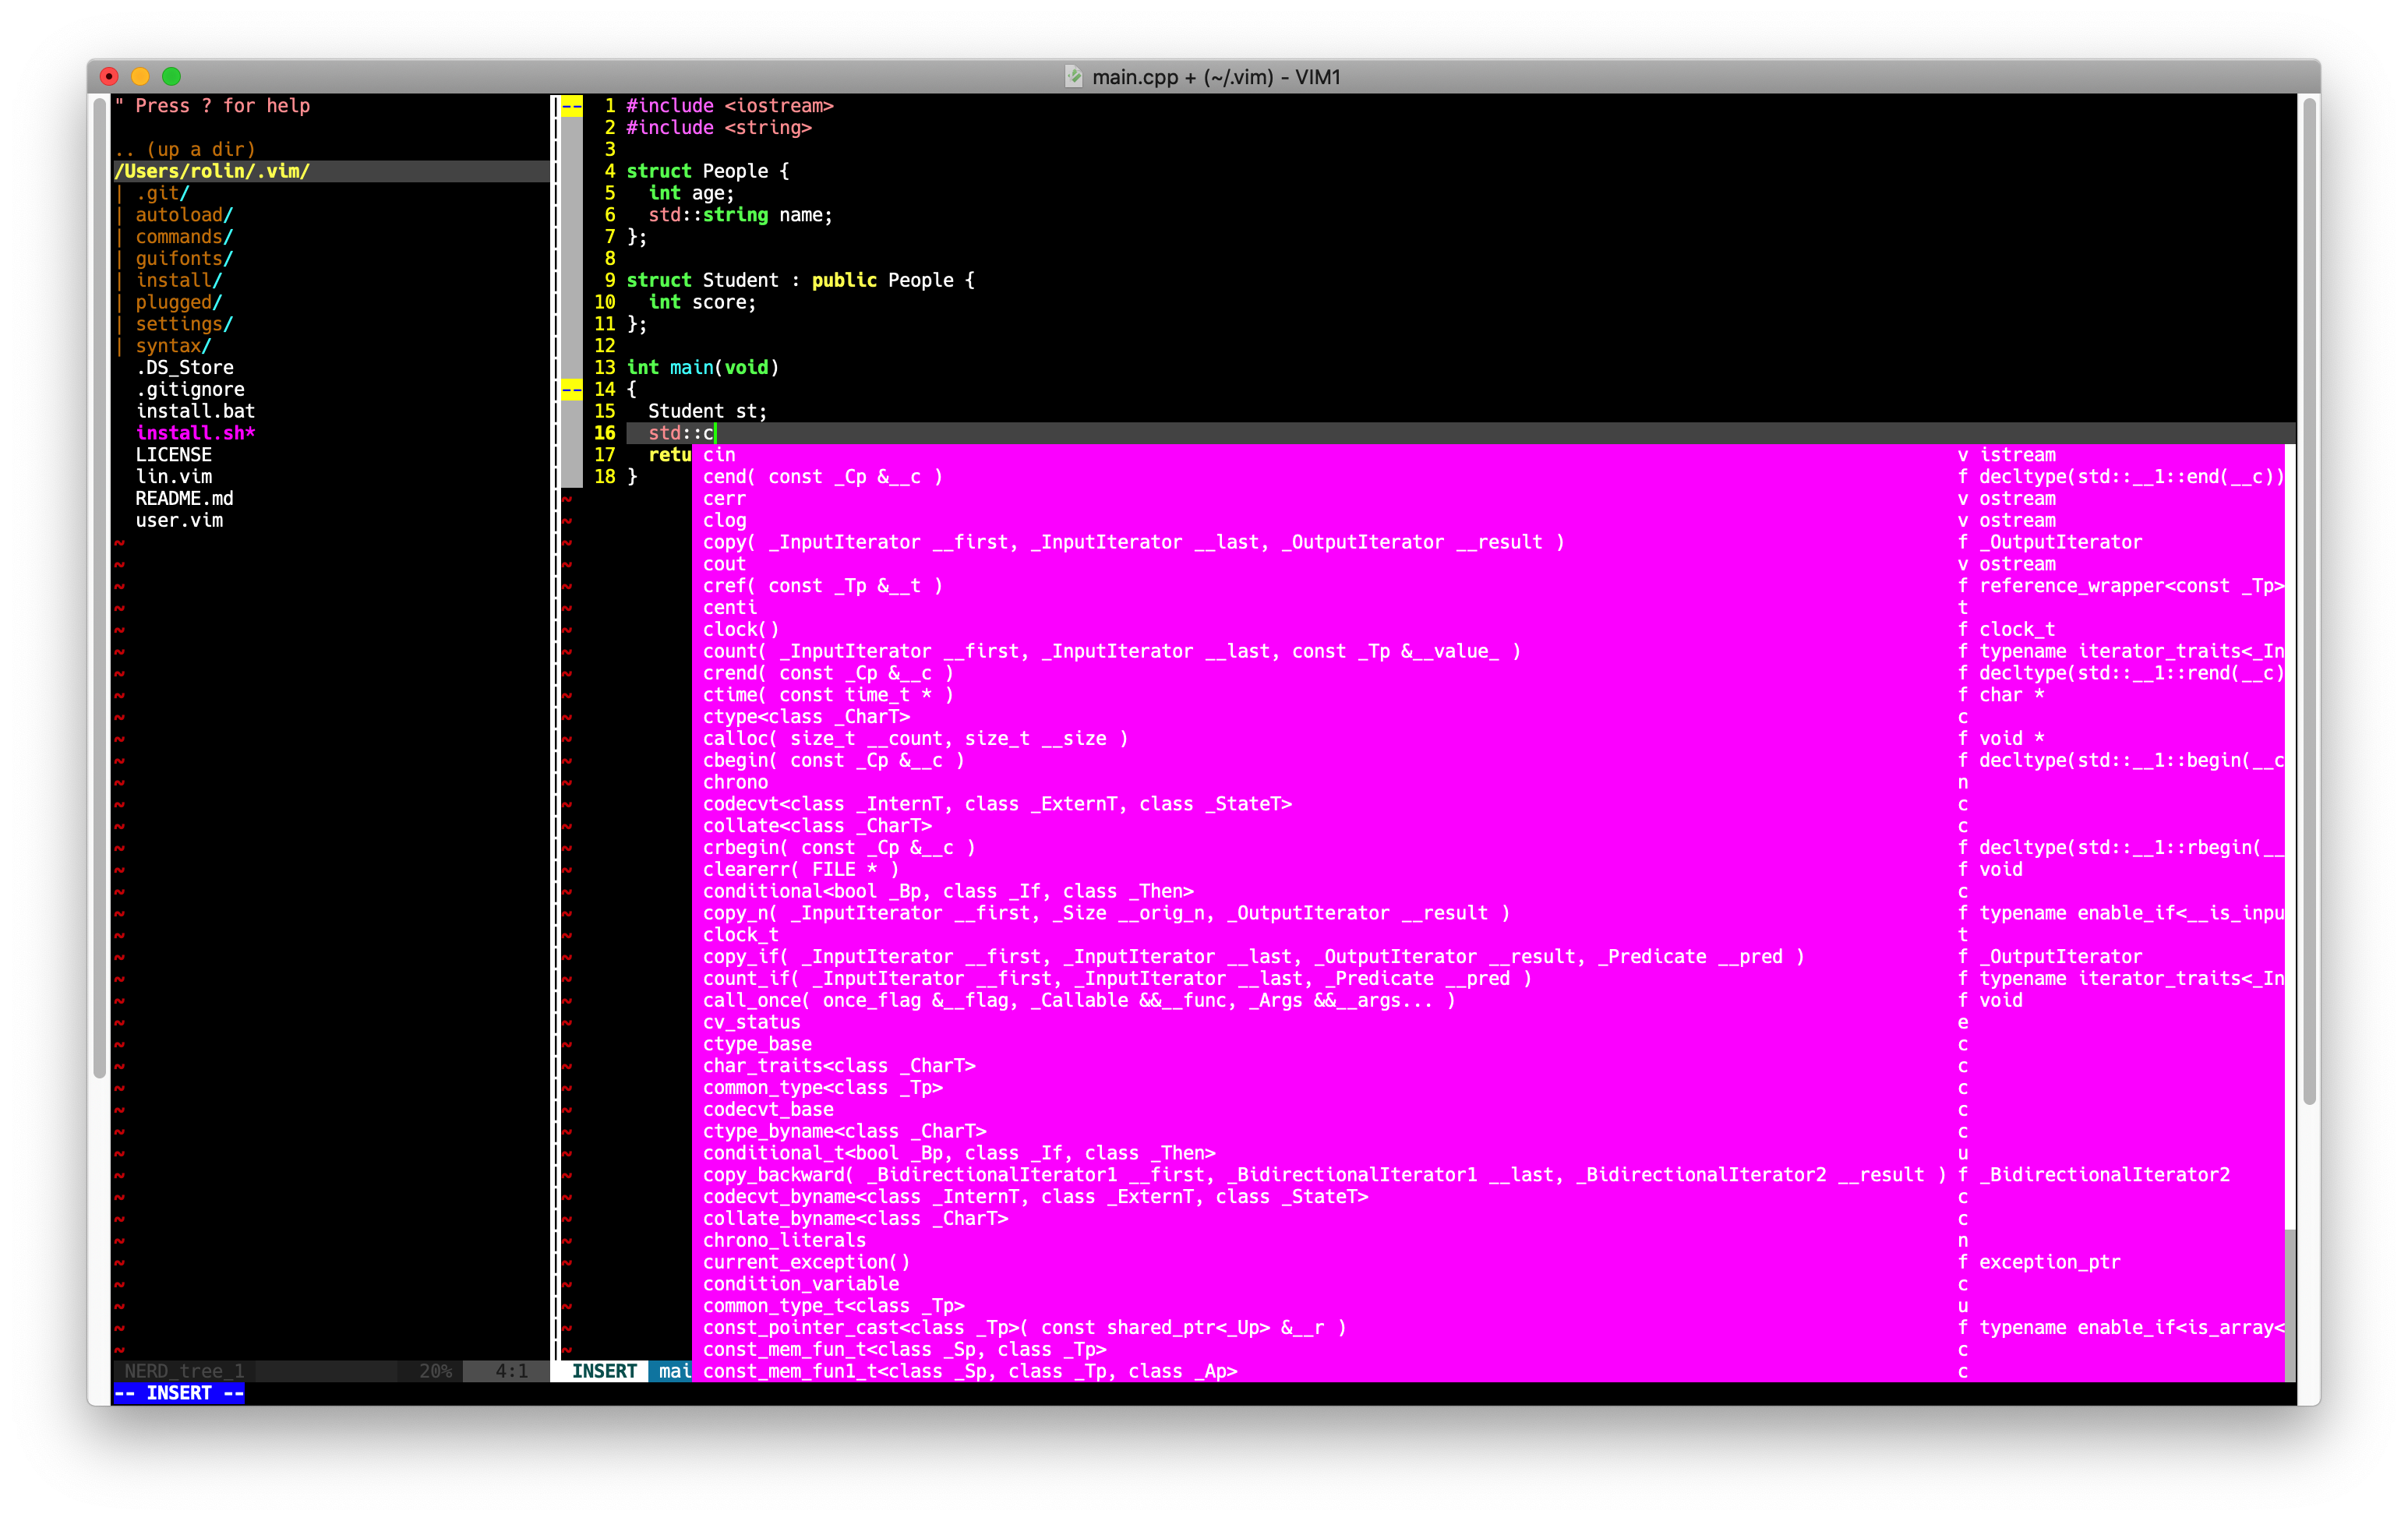 main.cpp + (~/.vim) - VIM1
" Press ? for help
.. (up a dir)
/Users/rolin/.vim/
| .git/
| autoload/
| commands/
| guifonts/
| install/
| plugged/
| settings/
| syntax/
.DS_Store
.gitignore
install.bat
install.sh*
LICENSE
lin.vim
README.md
user.vim
NERD_tree_1 20% 4:1
-- 1 #include <iostream>
2 #include <string>
3
4 struct People {
5 int age;
6 std::string name;
7 };
8
9 struct Student : public People {
10 int score;
11 };
12
13 int main(void)
-- 14 {
15 Student st;
16 std::c
17 retu
18 }
cin v istream
cend( const _Cp &__c ) f decltype(std::__1::end(__c))
cerr v ostream
clog v ostream
copy( _InputIterator __first, _InputIterator __last, _OutputIterator __result ) f _OutputIterator
cout v ostream
cref( const _Tp &__t ) f reference_wrapper<const _Tp>
centi t
clock() f clock_t
count( _InputIterator __first, _InputIterator __last, const _Tp &__value_ ) f typename iterator_traits<_In
crend( const _Cp &__c ) f decltype(std::__1::rend(__c)
ctime( const time_t * ) f char *
ctype<class _CharT> c
calloc( size_t __count, size_t __size ) f void *
cbegin( const _Cp &__c ) f decltype(std::__1::begin(__c
chrono n
codecvt<class _InternT, class _ExternT, class _StateT> c
collate<class _CharT> c
crbegin( const _Cp &__c ) f decltype(std::__1::rbegin(__
clearerr( FILE * ) f void
conditional<bool _Bp, class _If, class _Then> c
copy_n( _InputIterator __first, _Size __orig_n, _OutputIterator __result ) f typename enable_if<__is_inpu
clock_t t
copy_if( _InputIterator __first, _InputIterator __last, _OutputIterator __result, _Predicate __pred ) f _OutputIterator
count_if( _InputIterator __first, _InputIterator __last, _Predicate __pred ) f typename iterator_traits<_In
call_once( once_flag &__flag, _Callable &&__func, _Args &&__args... ) f void
cv_status e
ctype_base c
char_traits<class _CharT> c
common_type<class _Tp> c
codecvt_base c
ctype_byname<class _CharT> c
conditional_t<bool _Bp, class _If, class _Then> u
copy_backward( _BidirectionalIterator1 __first, _BidirectionalIterator1 __last, _BidirectionalIterator2 __result ) f _BidirectionalIterator2
codecvt_byname<class _InternT, class _ExternT, class _StateT> c
collate_byname<class _CharT> c
chrono_literals n
current_exception() f exception_ptr
condition_variable c
common_type_t<class _Tp> u
const_pointer_cast<class _Tp>( const shared_ptr<_Up> &__r ) f typename enable_if<is_array<
const_mem_fun_t<class _Sp, class _Tp> c
INSERT mai const_mem_fun1_t<class _Sp, class _Tp, class _Ap> c
-- INSERT --